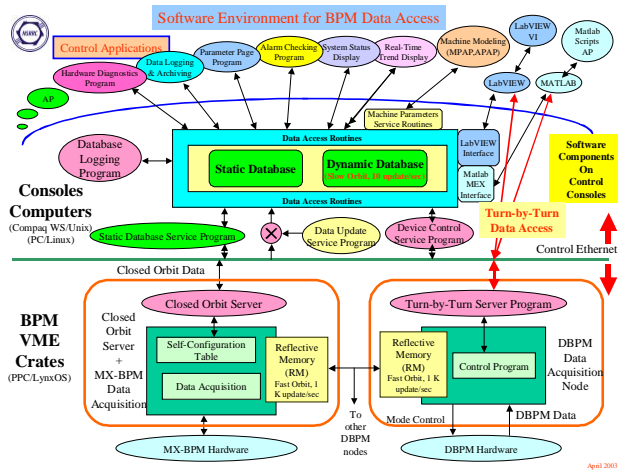 Software Environment for BPM Data Access
NSRRC
Control Applications
Hardware Diagnostics
Program
Data Logging
& Archiving
Parameter Page
Program
Alarm Checking
Program
System Status
Display
Real-Time
Trend Display
Machine Modeling
(MPAP,APAP)
LabVIEW
VI
Matlab
Scripts
AP
LabVIEW
MATLAB
AP
Machine Parameters
Service Routines
Database
Logging
Program
Data Access Routines
Static Database
Dynamic Database
(Slow Orbit, 10 update/sec)
Data Access Routines
LabVIEW
Interface
Matlab
MEX
Interface
Software
Components
On
Control
Consoles
Consoles
Computers
(Compaq WS/Unix)
(PC/Linux)
Static Database Service Program
Data Update
Service Program
Device Control
Service Program
Turn-by-Turn
Data Access
Control Ethernet
Closed Orbit Data
BPM
VME
Crates
(PPC/LynxOS)
Closed
Orbit
Server
+
MX-BPM
Data
Acquisition
Closed Orbit Server
Self-Configuration
Table
Data Acquisition
Reflective
Memory
(RM)
Fast Orbit, 1
K update/sec
MX-BPM Hardware
To
other
DBPM
nodes
Turn-by-Turn Server Program
Reflective
Memory
(RM)
Fast Orbit, 1 K
update/sec
Control Program
DBPM
Data
Acquisition
Node
Mode Control
DBPM Data
DBPM Hardware
April 2003